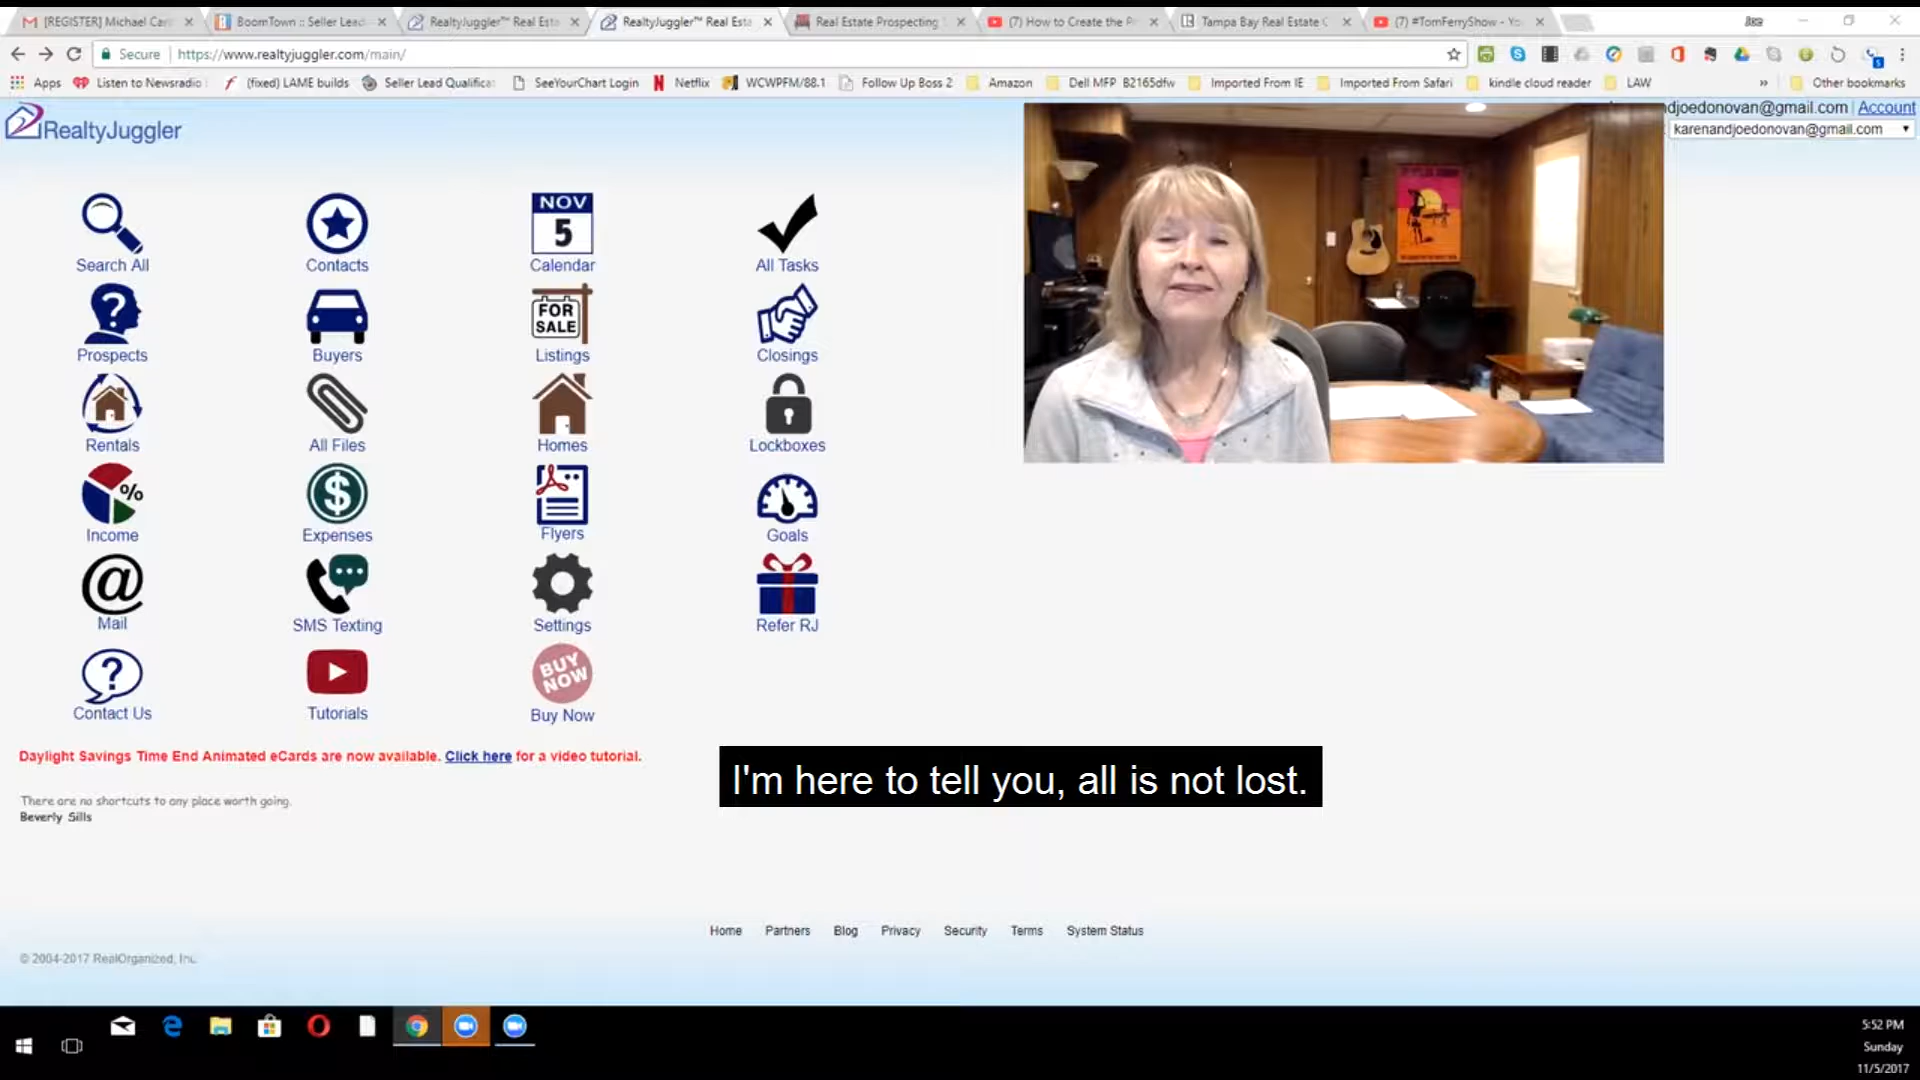 [REGISTER] Michael Car
BoomTown :: Seller Lead
RealtyJuggler™ Real Esta
RealtyJuggler™ Real Esta
Real Estate Prospecting
(7) How to Create the P
Tampa Bay Real Estate
(7) #TomFerryShow - Yo
Secure
https://www.realtyjuggler.com/main/
Apps
Listen to Newsradio
(fixed) LAME builds
Seller Lead Qualifica
SeeYourChart Login
Netflix
WCWPFM/88.1
Follow Up Boss 2
Amazon
Dell MFP B2165dfw
Imported From IE
Imported From Safari
kindle cloud reader
LAW
»
Other bookmarks
RealtyJuggler
djoedonovan@gmail.com | Account
karenandjoedonovan@gmail.com
NOV
5
Search All
Contacts
Calendar
All Tasks
FOR
SALE
Prospects
Buyers
Listings
Closings
Rentals
All Files
Homes
Lockboxes
%
$
Income
Expenses
Flyers
Goals
@
Mail
SMS Texting
Settings
Refer RJ
?
BUY
NOW
Contact Us
Tutorials
Buy Now
Daylight Savings Time End Animated eCards are now available. Click here for a video tutorial.
I'm here to tell you, all is not lost.
There are no shortcuts to any place worth going.
Beverly Sills
Home
Partners
Blog
Privacy
Security
Terms
System Status
© 2004-2017 RealOrganized, Inc.
5:52 PM
Sunday
11/5/2017